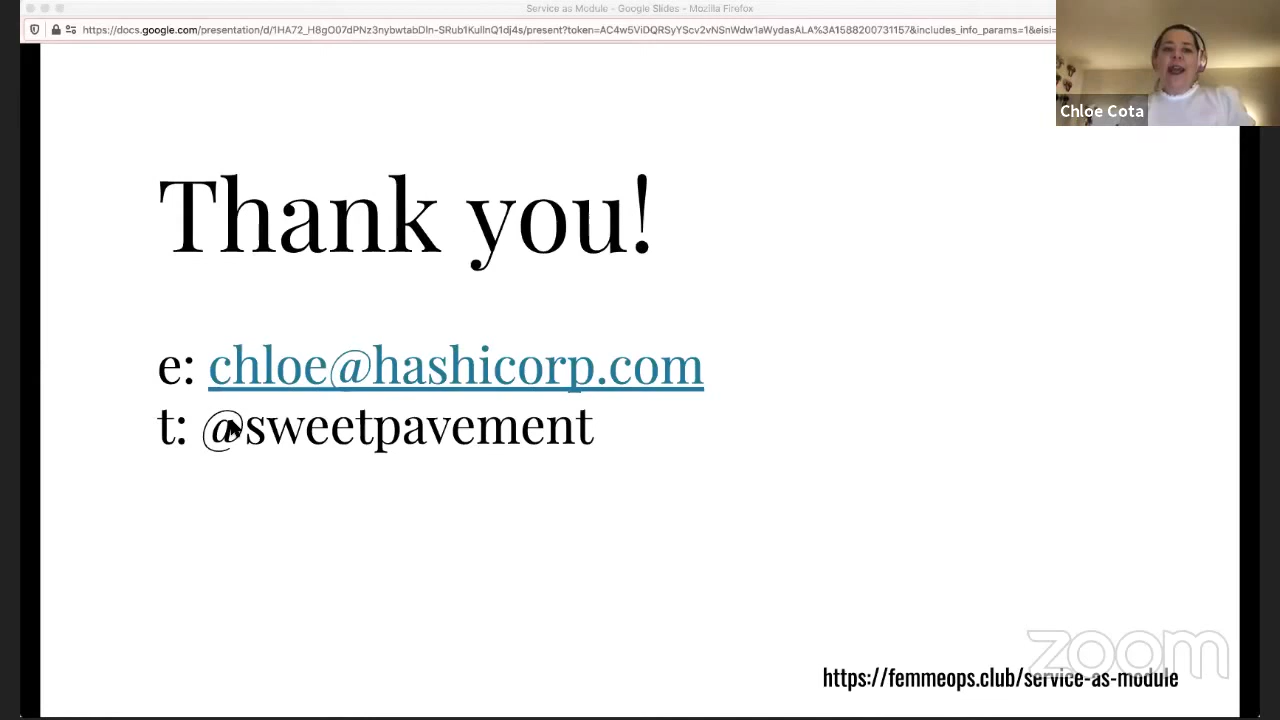 Service as Module - Google Slides - Mozilla Firefox
Chloe Cota
Thank you!
e: chloe@hashicorp.com
t: @sweetpavement
zoom
https://femmeops.club/service-as-module